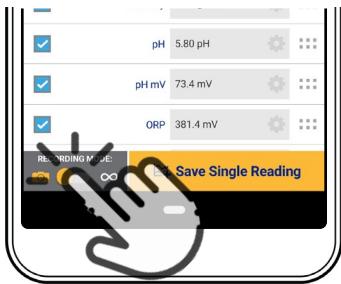 pH 5.80 pH
pH mV 73.4 mV
ORP 381.4 mV
RECORDING MODE:
Save Single Reading